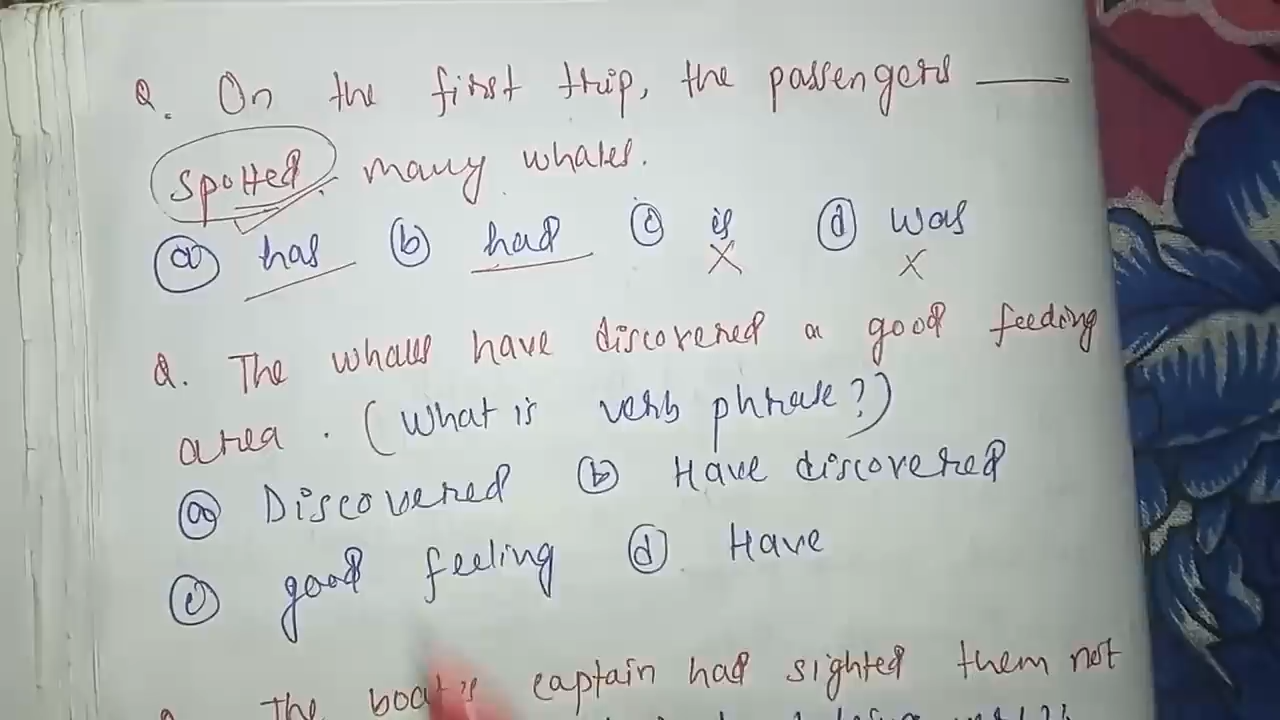 Q. On the first trip, the passengers ___
spotted many whales.
(a) has (b) had (c) is (d) was
Q. The whales have discovered a good feeding
area. (What is verb phrase?)
(a) Discovered (b) Have discovered
(c) good feeling (d) Have
The boat's captain had sighted them not